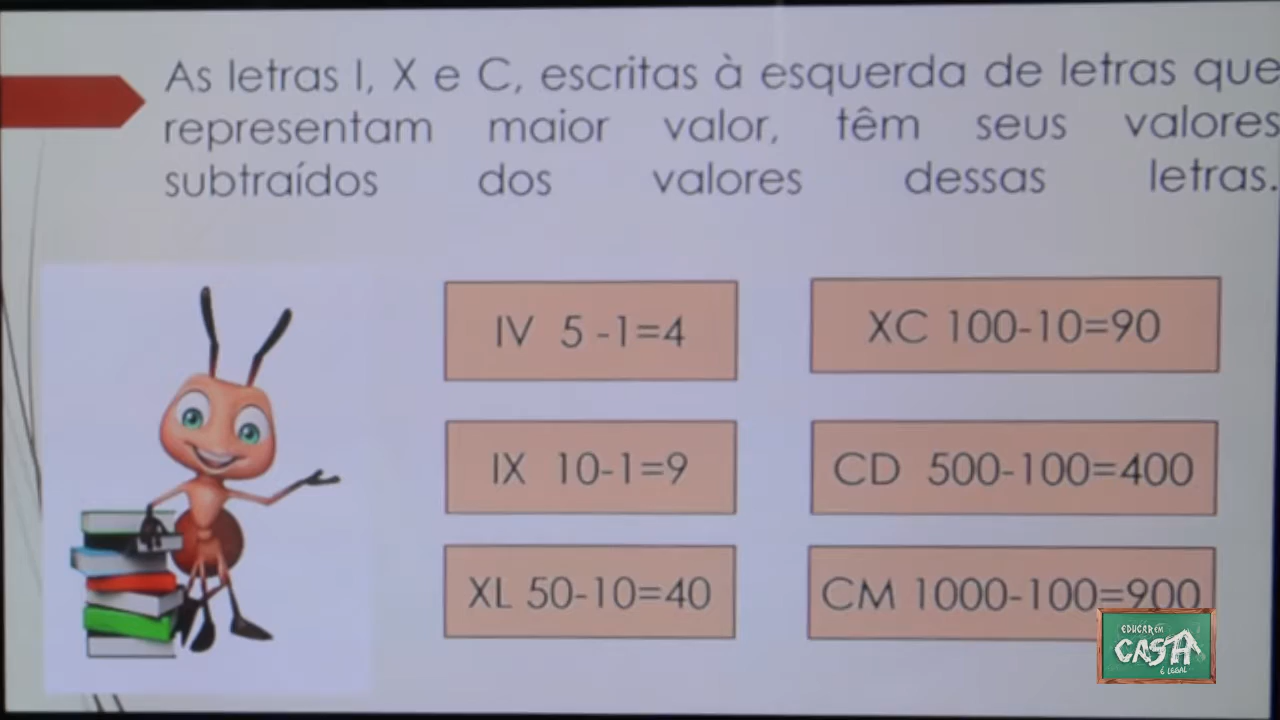 As letras I, X e C, escritas à esquerda de letras que
representam maior valor, têm seus valores
subtraídos dos valores dessas letras.
IV 5 -1=4
XC 100-10=90
IX 10-1=9
CD 500-100=400
XL 50-10=40
CM 1000-100=900
EDUCAR EM
CASA
É LEGAL